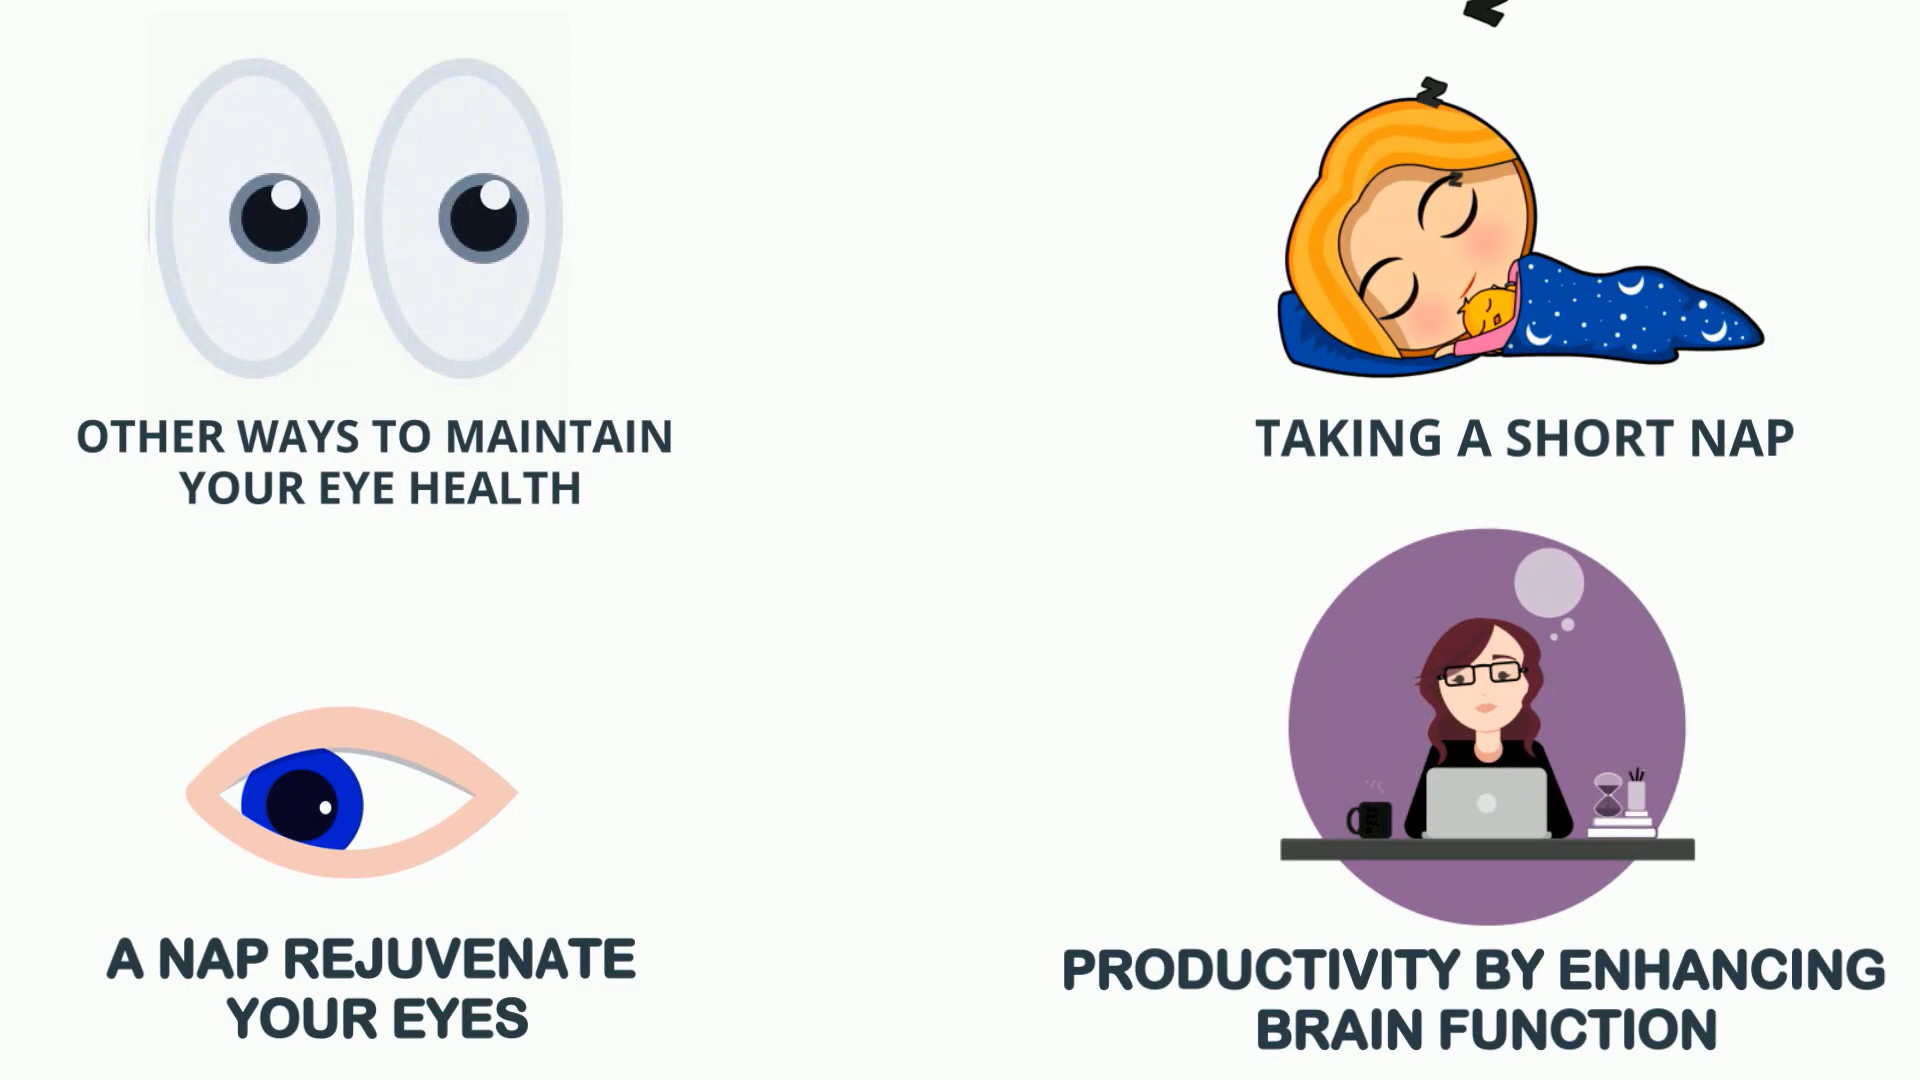 OTHER WAYS TO MAINTAIN
YOUR EYE HEALTH
Z
Z
Z
TAKING A SHORT NAP
A NAP REJUVENATE
YOUR EYES
PRODUCTIVITY BY ENHANCING
BRAIN FUNCTION